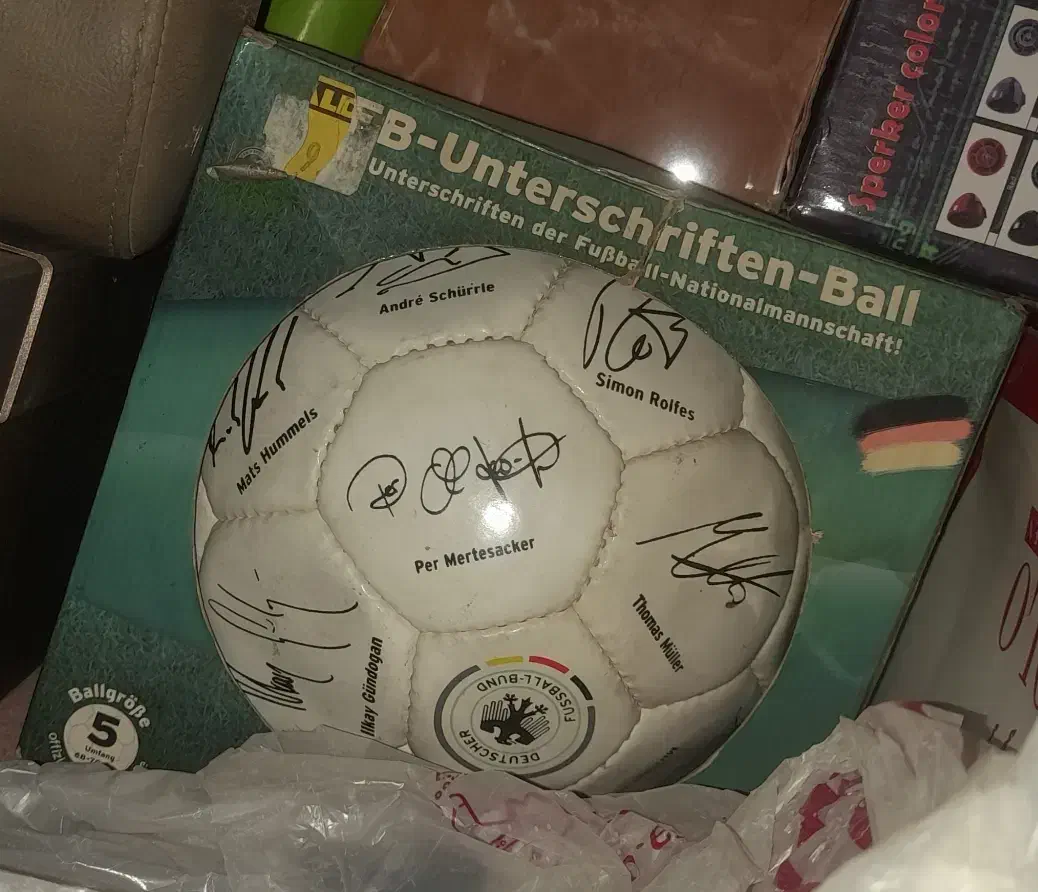 FB-Unterschriften-Ball
Unterschriften der Fußball-Nationalmannschaft!
Sperber color
André Schürrle
Simon Rolfes
Mats Hummels
Per Mertesacker
Thomas Müller
Ilkay Gündogan
DEUTSCHER FUSSBALL-BUND
Ballgröße
5
Umfang